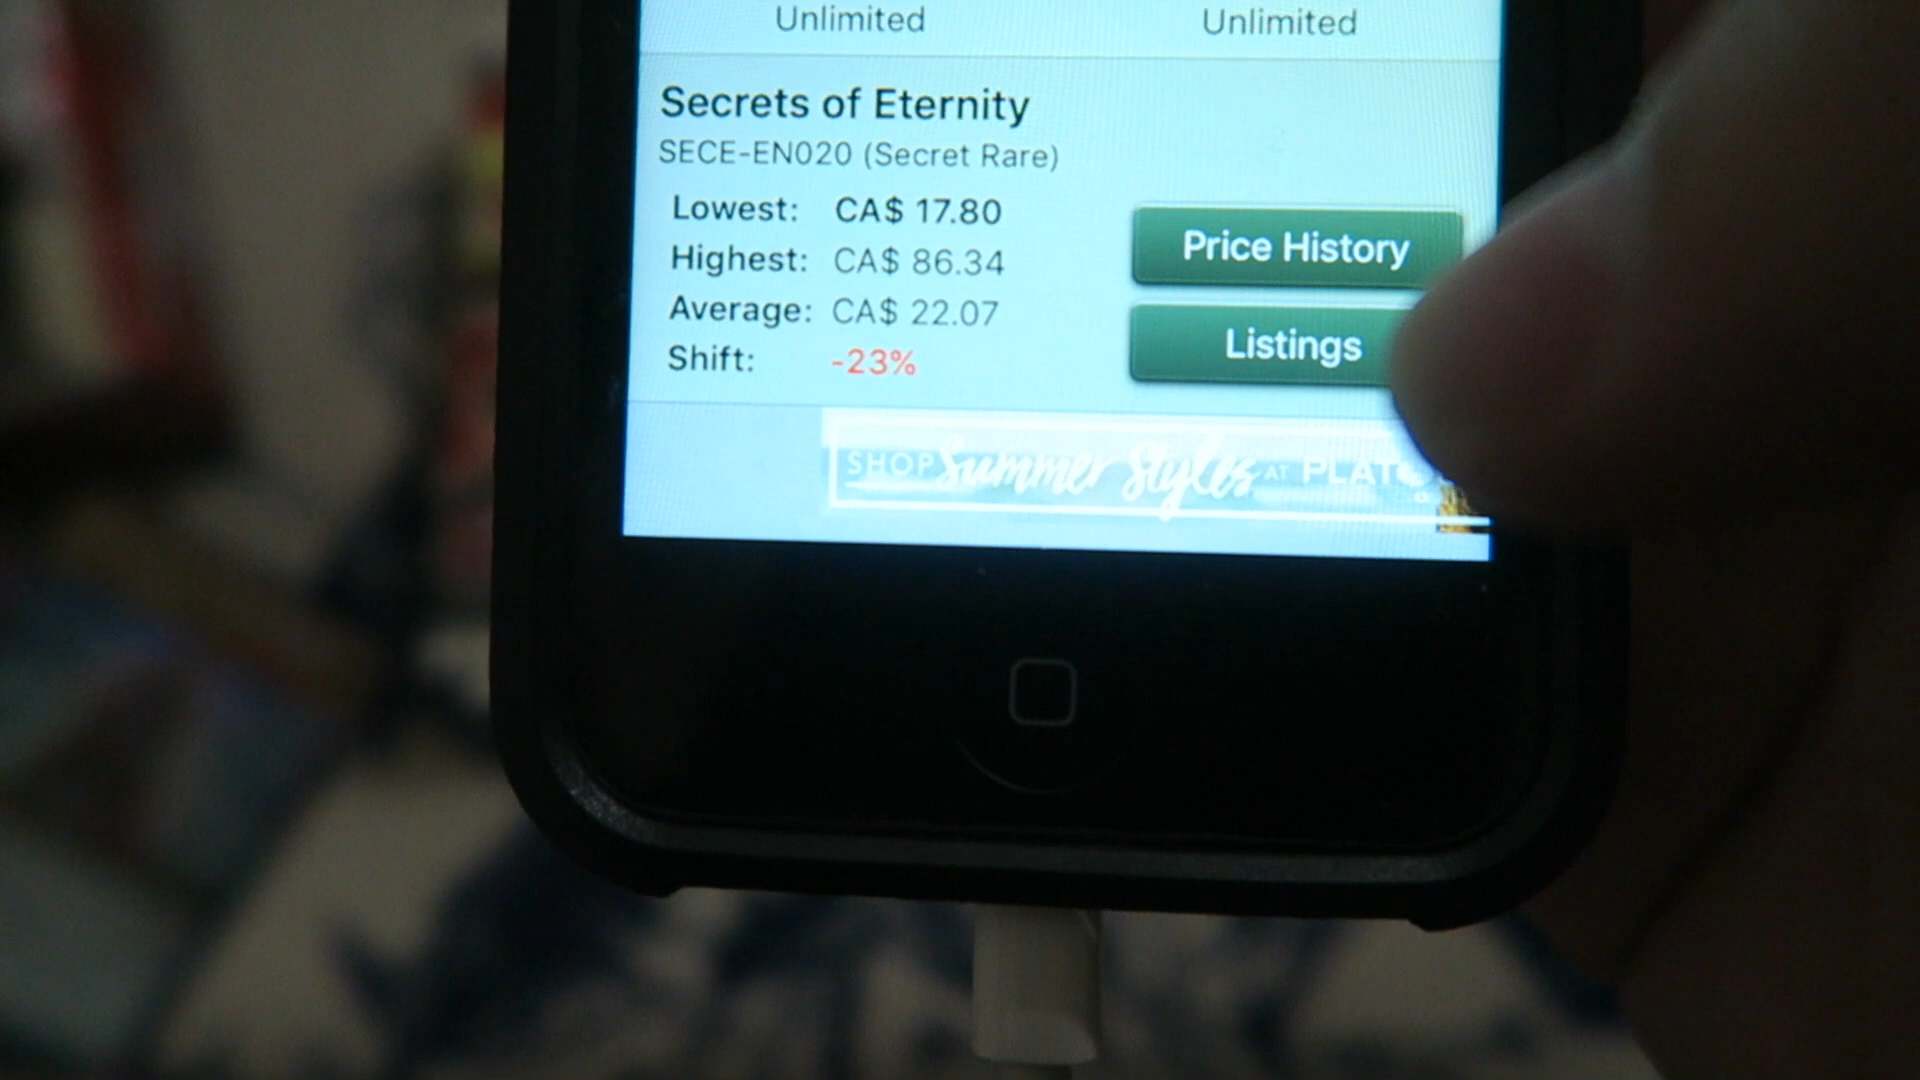 Unlimited Unlimited
Secrets of Eternity
SECE-EN020 (Secret Rare)
Lowest: CA$ 17.80
Highest: CA$ 86.34
Average: CA$ 22.07
Shift: -23%
Price History
Listings
SHOP Summer Styles AT